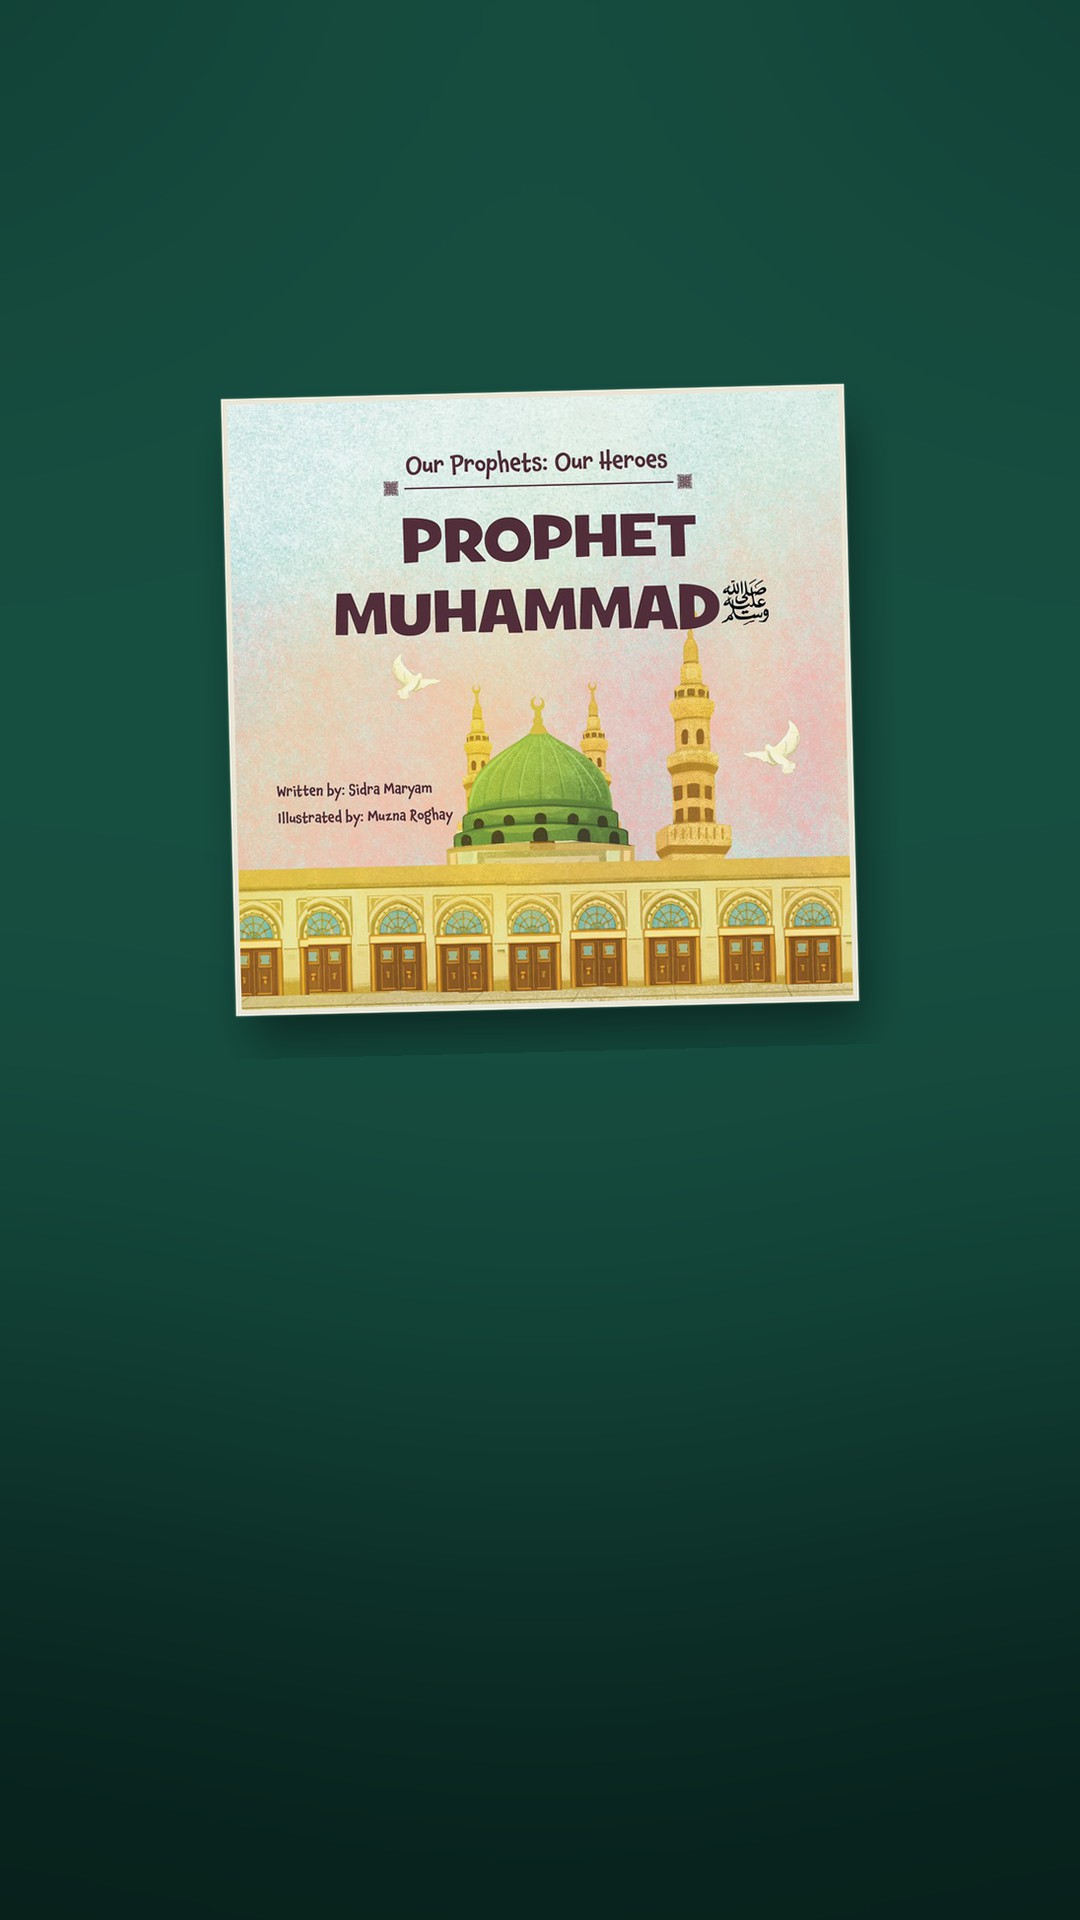 Our Prophets: Our Heroes
PROPHET
MUHAMMAD ﷺ
Written by: Sidra Maryam
Illustrated by: Muzna Roghay